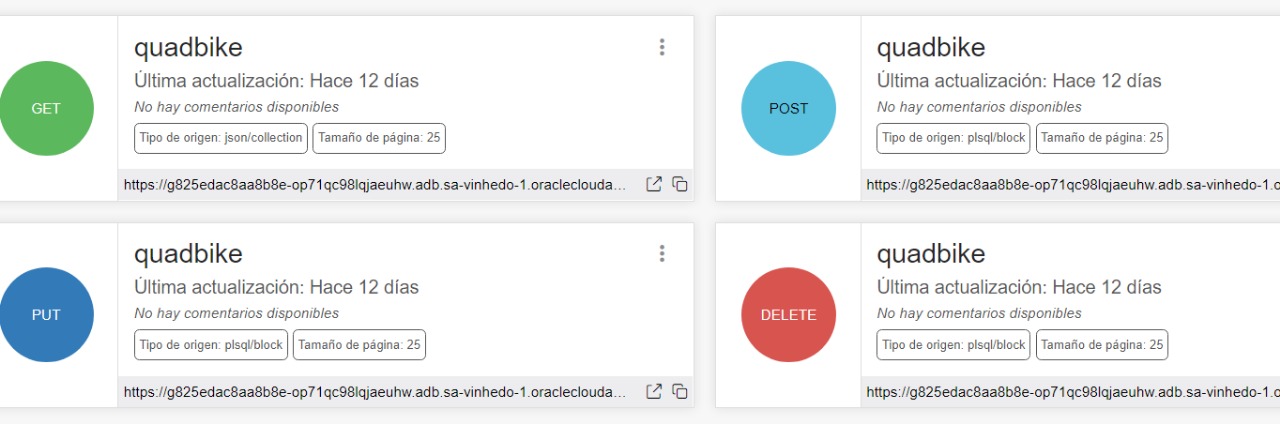 GET
quadbike
Última actualización: Hace 12 días
No hay comentarios disponibles
Tipo de origen: json/collection
Tamaño de página: 25
https://g825edac8aa8b8e-op71qc98lqjaeuhw.adb.sa-vinhedo-1.oracleclouda…
POST
quadbike
Última actualización: Hace 12 días
No hay comentarios disponibles
Tipo de origen: plsql/block
Tamaño de página: 25
https://g825edac8aa8b8e-op71qc98lqjaeuhw.adb.sa-vinhedo-1.o
PUT
quadbike
Última actualización: Hace 12 días
No hay comentarios disponibles
Tipo de origen: plsql/block
Tamaño de página: 25
https://g825edac8aa8b8e-op71qc98lqjaeuhw.adb.sa-vinhedo-1.oracleclouda…
DELETE
quadbike
Última actualización: Hace 12 días
No hay comentarios disponibles
Tipo de origen: plsql/block
Tamaño de página: 25
https://g825edac8aa8b8e-op71qc98lqjaeuhw.adb.sa-vinhedo-1.o